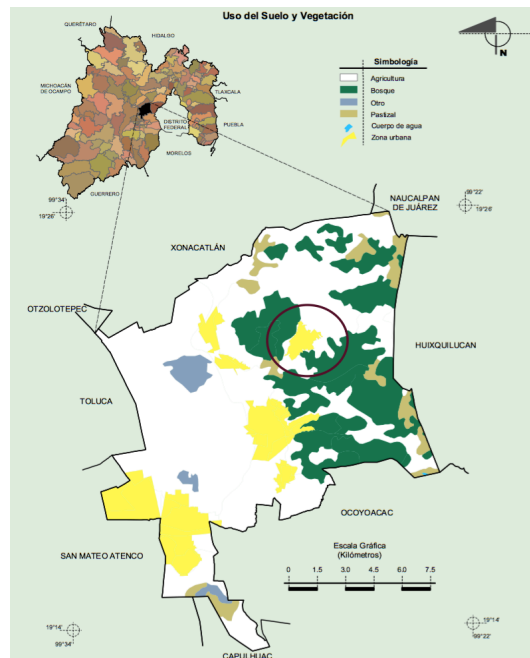 Uso del Suelo y Vegetación
QUERÉTARO
HIDALGO
MICHOACÁN
DE OCAMPO
TLAXCALA
DISTRITO
FEDERAL
PUEBLA
MORELOS
GUERRERO
N
Simbología
Agricultura
Bosque
Otro
Pastizal
Cuerpo de agua
Zona urbana
99°34'
19°26'
99°22'
19°26'
NAUCALPAN
DE JUÁREZ
XONACATLÁN
OTZOLOTEPEC
HUIXQUILUCAN
TOLUCA
OCOYOACAC
SAN MATEO ATENCO
Escala Gráfica
(Kilómetros)
0 1.5 3.0 4.5 6.0 7.5
19°14'
99°34'
19°14'
99°22'
CAPULHUAC